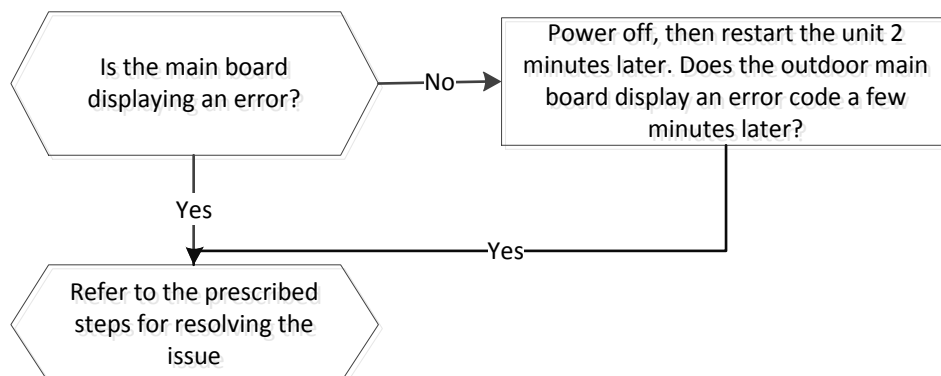 Is the main board
displaying an error?
No
Power off, then restart the unit 2
minutes later. Does the outdoor main
board display an error code a few
minutes later?
Yes
Yes
Refer to the prescribed
steps for resolving the
issue